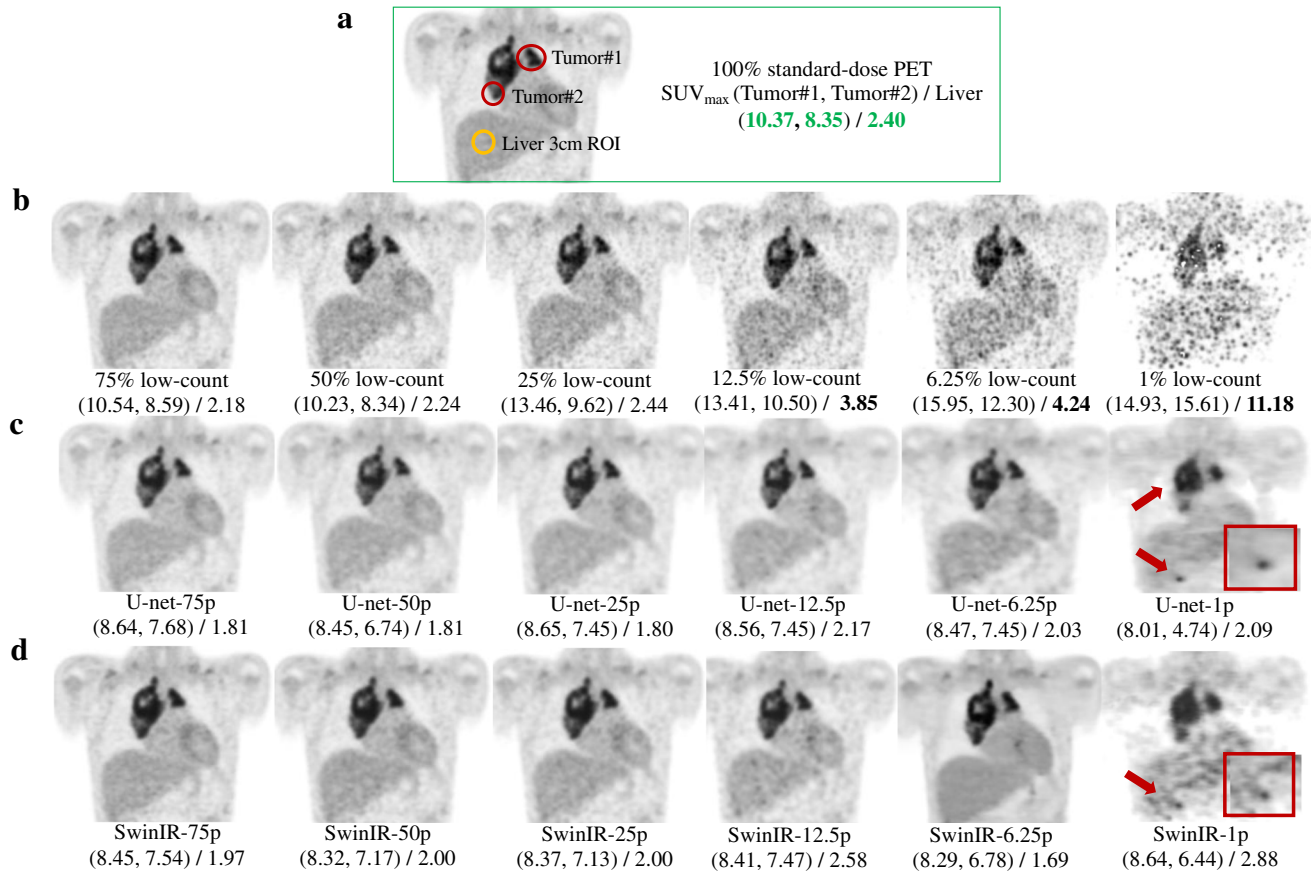 a
Tumor#1
Tumor#2
Liver 3cm ROI
100% standard-dose PET
SUVmax (Tumor#1, Tumor#2) / Liver
(10.37, 8.35) / 2.40
b
75% low-count
(10.54, 8.59) / 2.18
50% low-count
(10.23, 8.34) / 2.24
25% low-count
(13.46, 9.62) / 2.44
12.5% low-count
(13.41, 10.50) / 3.85
6.25% low-count
(15.95, 12.30) / 4.24
1% low-count
(14.93, 15.61) / 11.18
c
U-net-75p
(8.64, 7.68) / 1.81
U-net-50p
(8.45, 6.74) / 1.81
U-net-25p
(8.65, 7.45) / 1.80
U-net-12.5p
(8.56, 7.45) / 2.17
U-net-6.25p
(8.47, 7.45) / 2.03
U-net-1p
(8.01, 4.74) / 2.09
d
SwinIR-75p
(8.45, 7.54) / 1.97
SwinIR-50p
(8.32, 7.17) / 2.00
SwinIR-25p
(8.37, 7.13) / 2.00
SwinIR-12.5p
(8.41, 7.47) / 2.58
SwinIR-6.25p
(8.29, 6.78) / 1.69
SwinIR-1p
(8.64, 6.44) / 2.88